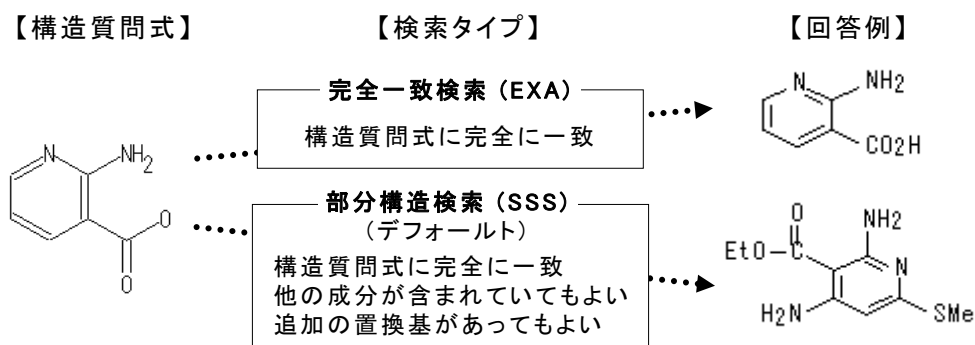 【構造質問式】
【検索タイプ】
【回答例】
完全一致検索 (EXA)
構造質問式に完全に一致
N
NH2
CO2H
N
NH2
O
O
部分構造検索 (SSS)
(デフォールト)
構造質問式に完全に一致
他の成分が含まれていてもよい
追加の置換基があってもよい
O
EtO-C
NH2
N
H2N
SMe